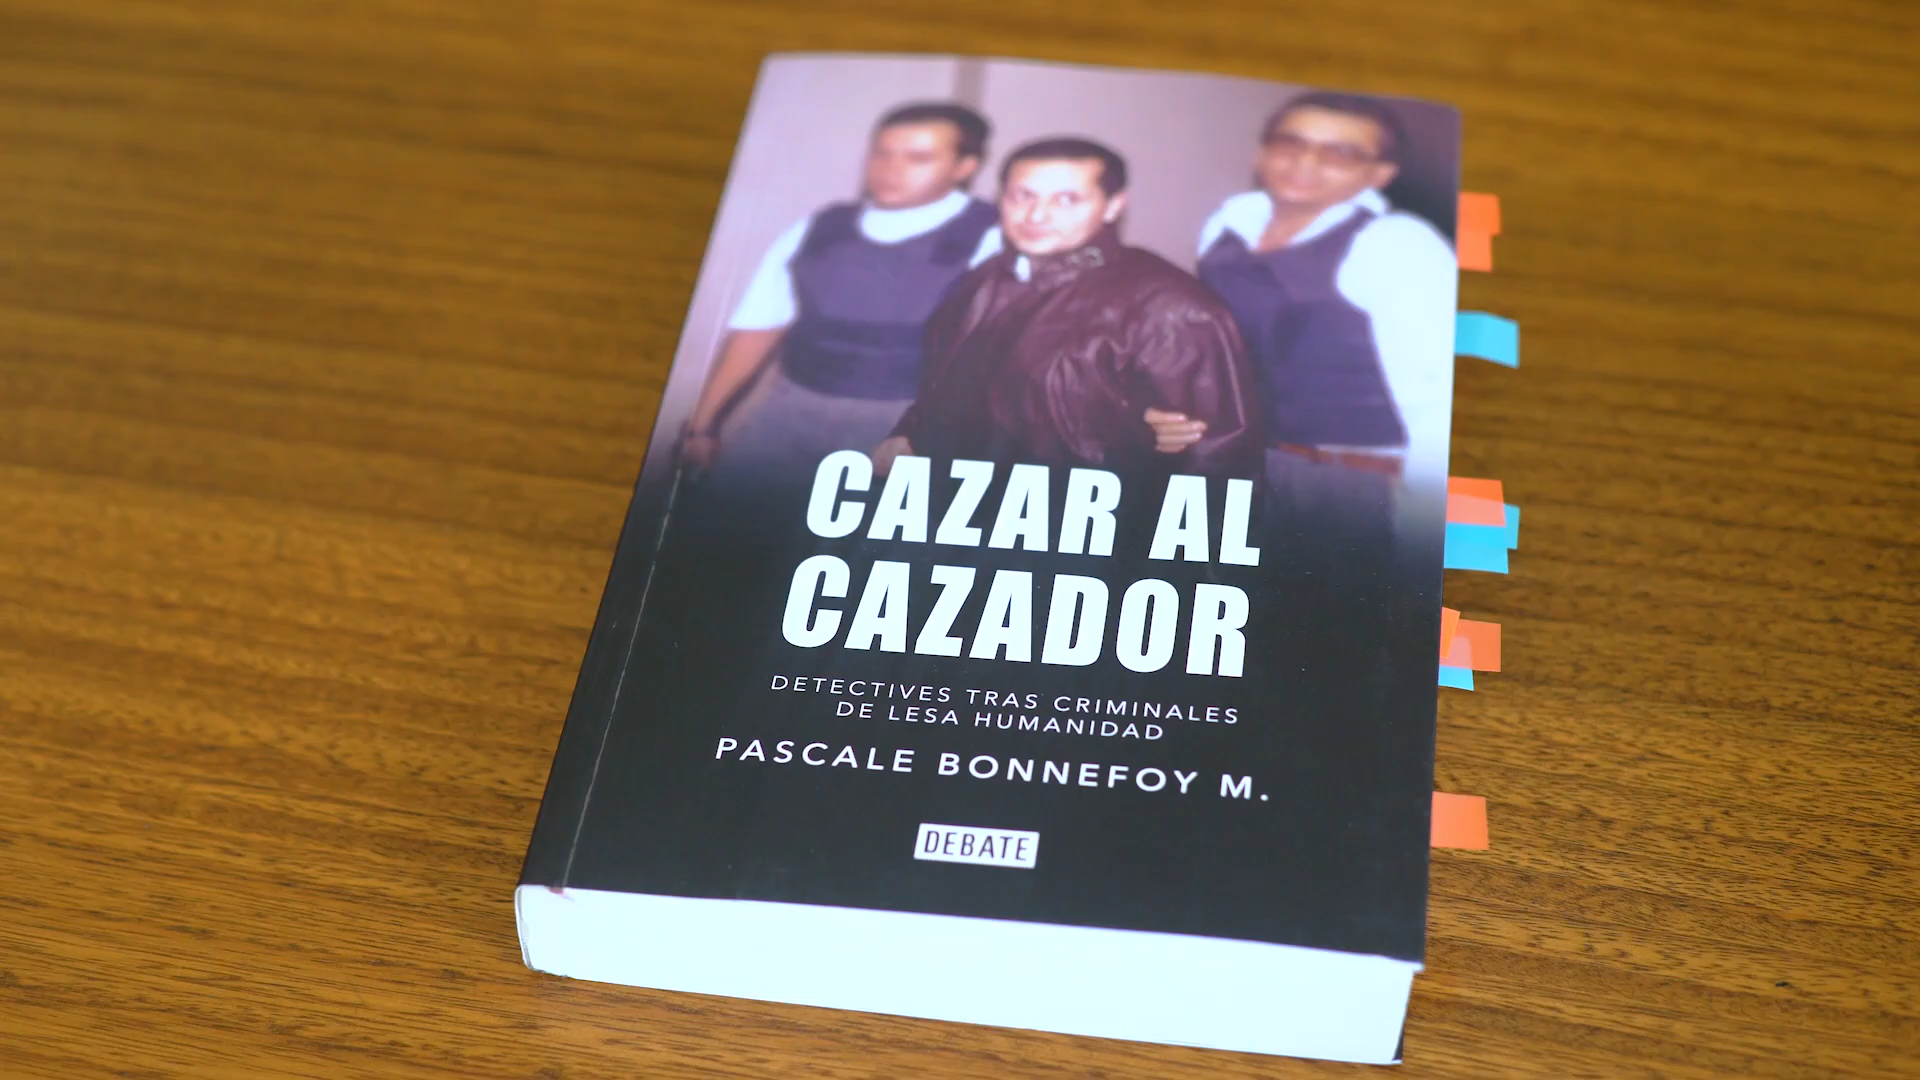 CAZAR AL
CAZADOR
DETECTIVES TRAS CRIMINALES
DE LESA HUMANIDAD
PASCALE BONNEFOY M.
DEBATE